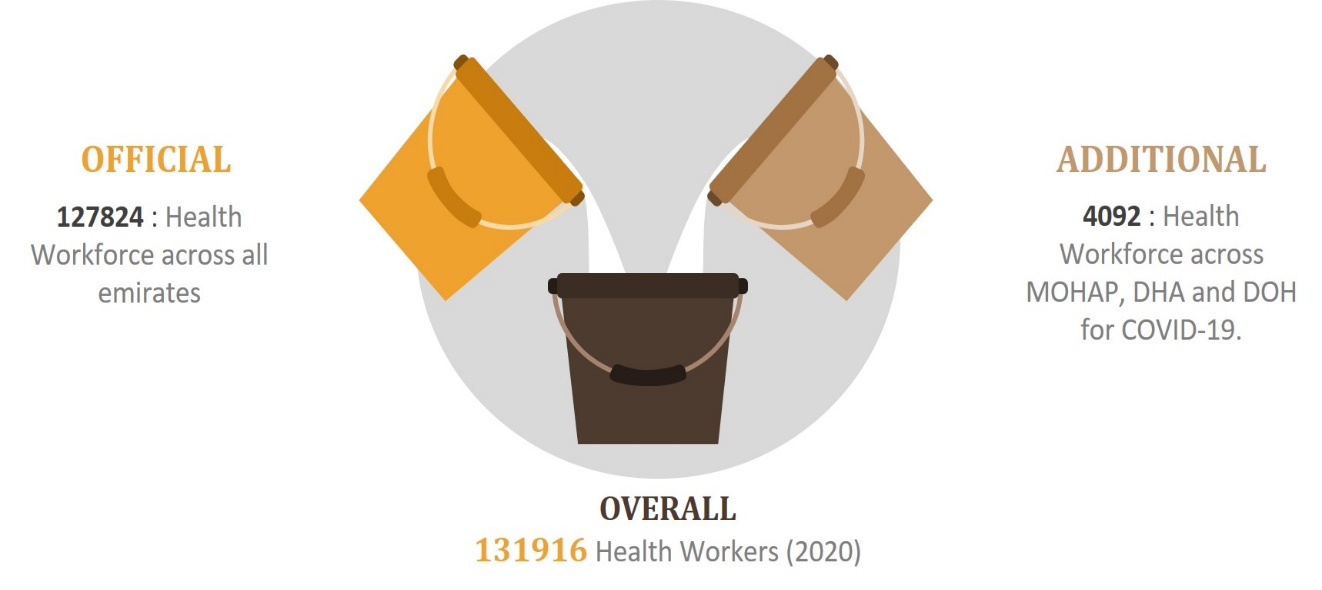 OFFICIAL
127824 : Health
Workforce across all
emirates
ADDITIONAL
4092 : Health
Workforce across
MOHAP, DHA and DOH
for COVID-19.
OVERALL
131916 Health Workers (2020)